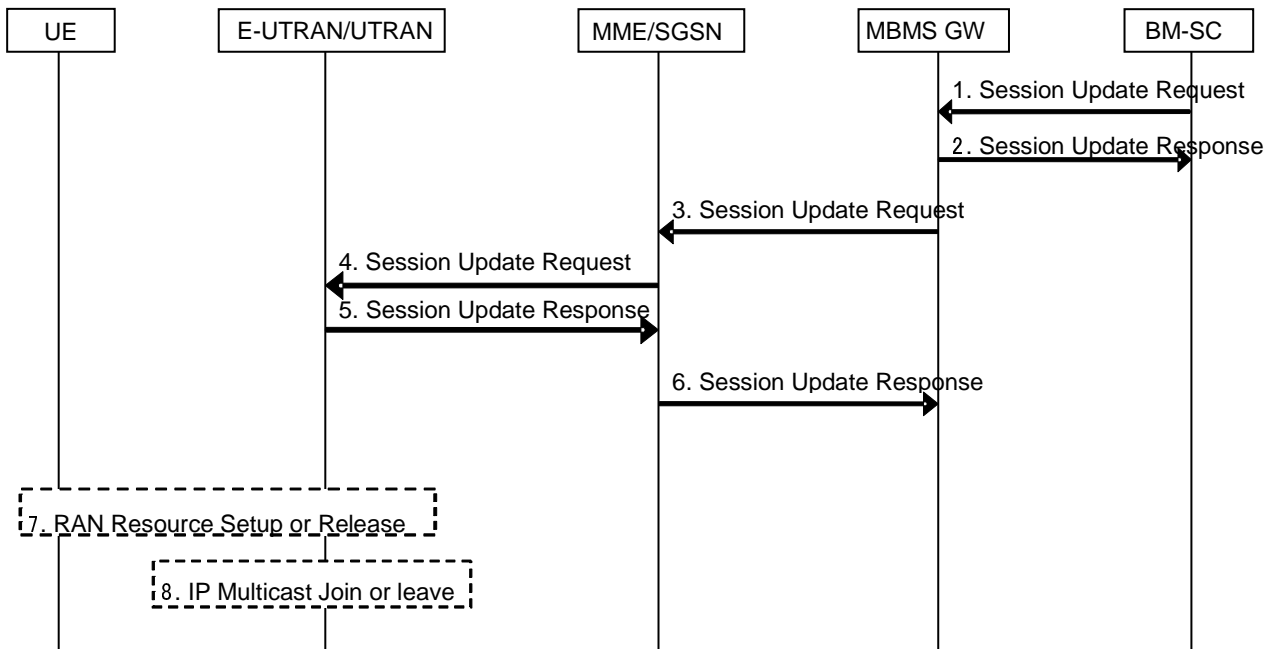 UE
E-UTRAN/UTRAN
MME/SGSN
MBMS GW
BM-SC
1. Session Update Request
2. Session Update Response
3. Session Update Request
4. Session Update Request
5. Session Update Response
6. Session Update Response
7. RAN Resource Setup or Release
8. IP Multicast Join or leave